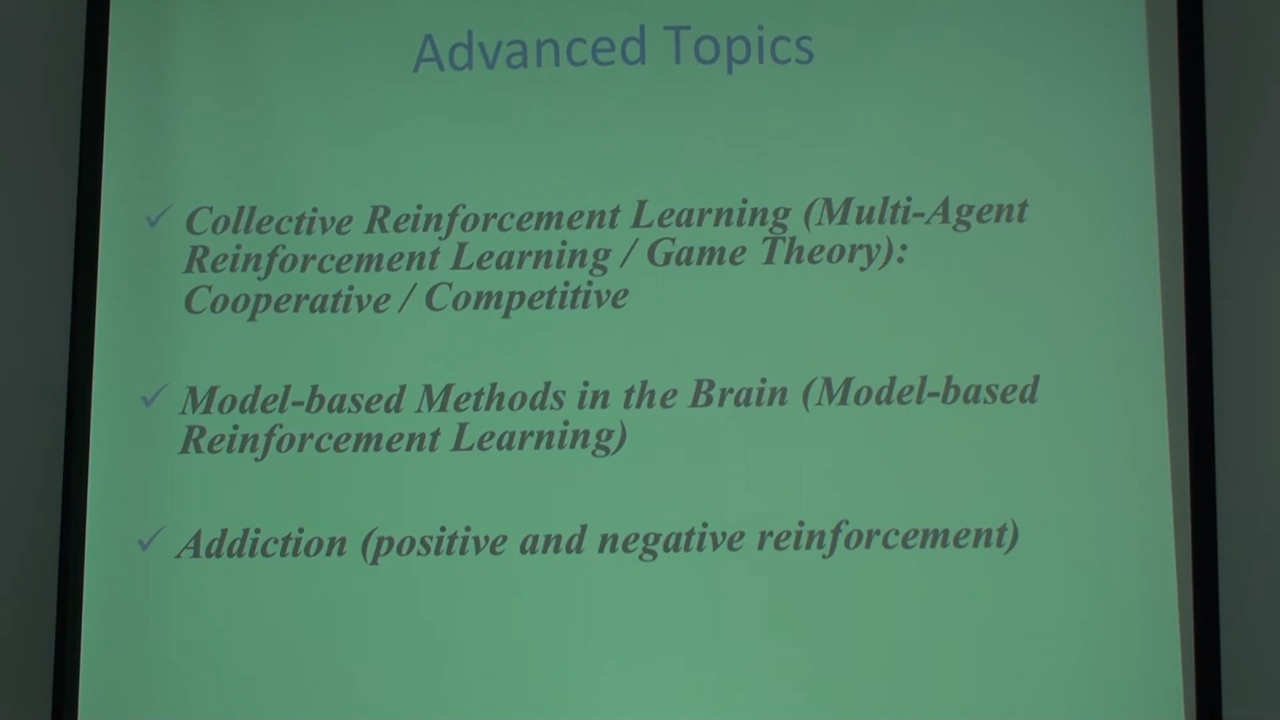 Advanced Topics
✓ Collective Reinforcement Learning (Multi-Agent
Reinforcement Learning / Game Theory):
Cooperative / Competitive
✓ Model-based Methods in the Brain (Model-based
Reinforcement Learning)
✓ Addiction (positive and negative reinforcement)